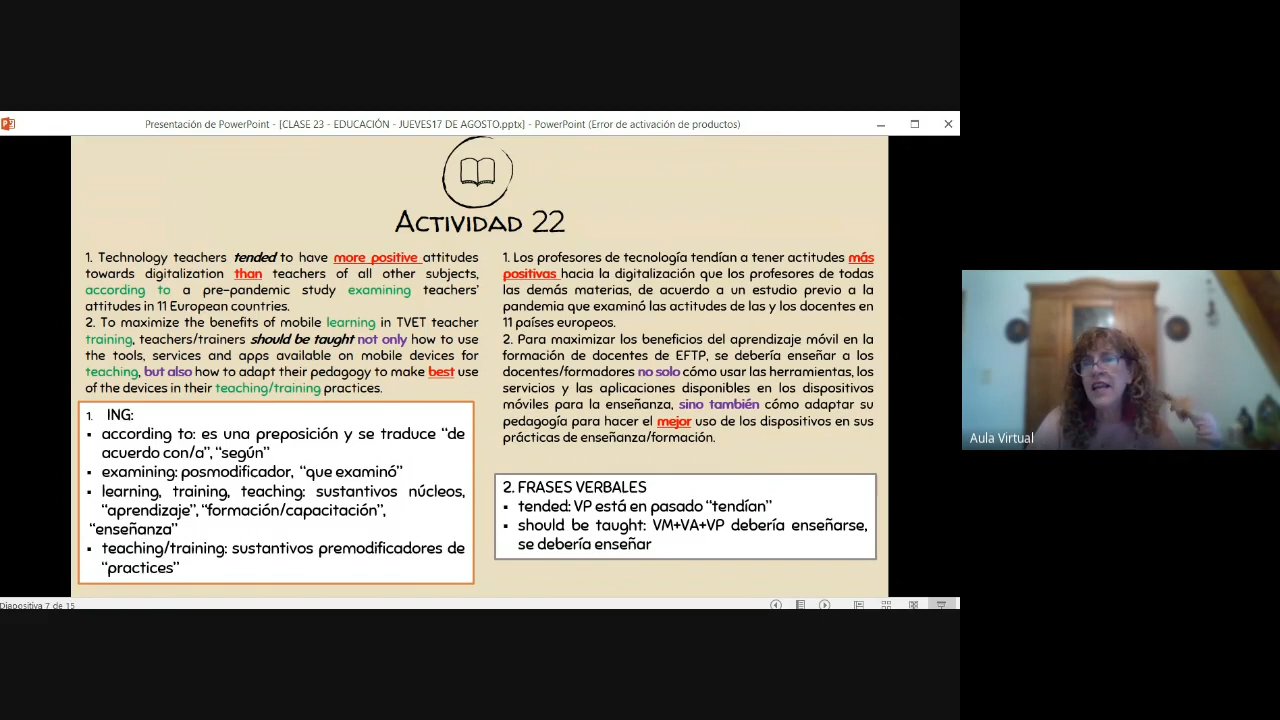 Presentación de PowerPoint - [CLASE 23 - EDUCACIÓN - JUEVES17 DE AGOSTO.pptx] - PowerPoint (Error de activación de productos)
ACTIVIDAD 22
1. Technology teachers tended to have more positive attitudes
towards digitalization than teachers of all other subjects,
according to a pre-pandemic study examining teachers'
attitudes in 11 European countries.
2. To maximize the benefits of mobile learning in TVET teacher
training, teachers/trainers should be taught not only how to use
the tools, services and apps available on mobile devices for
teaching, but also how to adapt their pedagogy to make best use
of the devices in their teaching/training practices.
1. ING:
▪ according to: es una preposición y se traduce “de
acuerdo con/a”, “según”
▪ examining: posmodificador, “que examinó”
▪ learning, training, teaching: sustantivos núcleos,
“aprendizaje”, “formación/capacitación”,
“enseñanza”
▪ teaching/training: sustantivos premodificadores de
“practices”
1. Los profesores de tecnología tendían a tener actitudes más
positivas hacia la digitalización que los profesores de todas
las demás materias, de acuerdo a un estudio previo a la
pandemia que examinó las actitudes de las y los docentes en
11 países europeos.
2. Para maximizar los beneficios del aprendizaje móvil en la
formación de docentes de EFTP, se debería enseñar a los
docentes/formadores no solo cómo usar las herramientas, los
servicios y las aplicaciones disponibles en los dispositivos
móviles para la enseñanza, sino también cómo adaptar su
pedagogía para hacer el mejor uso de los dispositivos en sus
prácticas de enseñanza/formación.
2. FRASES VERBALES
▪ tended: VP está en pasado “tendían”
▪ should be taught: VM+VA+VP debería enseñarse,
se debería enseñar
Diapositiva 7 de 15
Aula Virtual